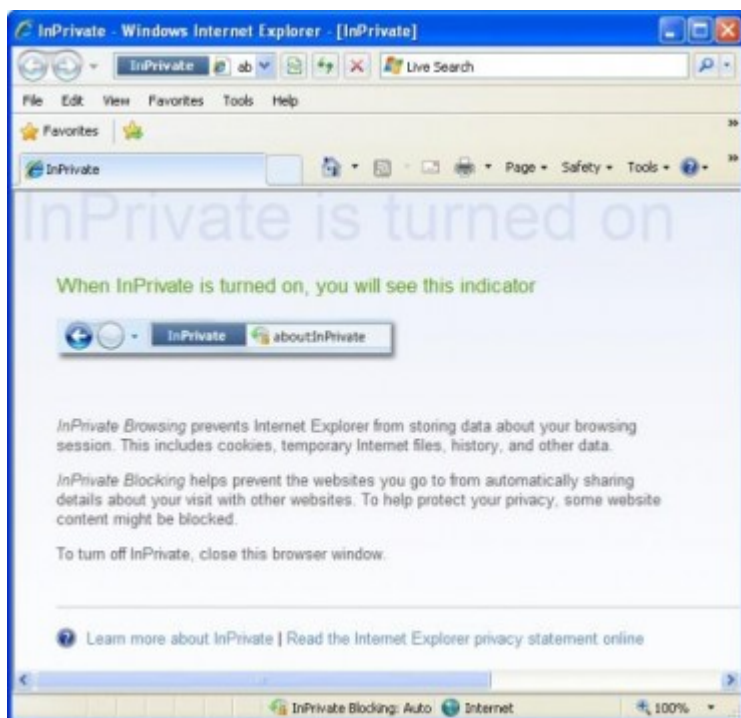 InPrivate - Windows Internet Explorer - [InPrivate]
InPrivate ab Live Search
File Edit View Favorites Tools Help
Favorites
InPrivate Page Safety Tools
InPrivate is turned on
When InPrivate is turned on, you will see this indicator
InPrivate about:InPrivate
InPrivate Browsing prevents Internet Explorer from storing data about your browsing
session. This includes cookies, temporary Internet files, history, and other data.
InPrivate Blocking helps prevent the websites you go to from automatically sharing
details about your visit with other websites. To help protect your privacy, some website
content might be blocked.
To turn off InPrivate, close this browser window.
Learn more about InPrivate | Read the Internet Explorer privacy statement online
InPrivate Blocking: Auto Internet 100%